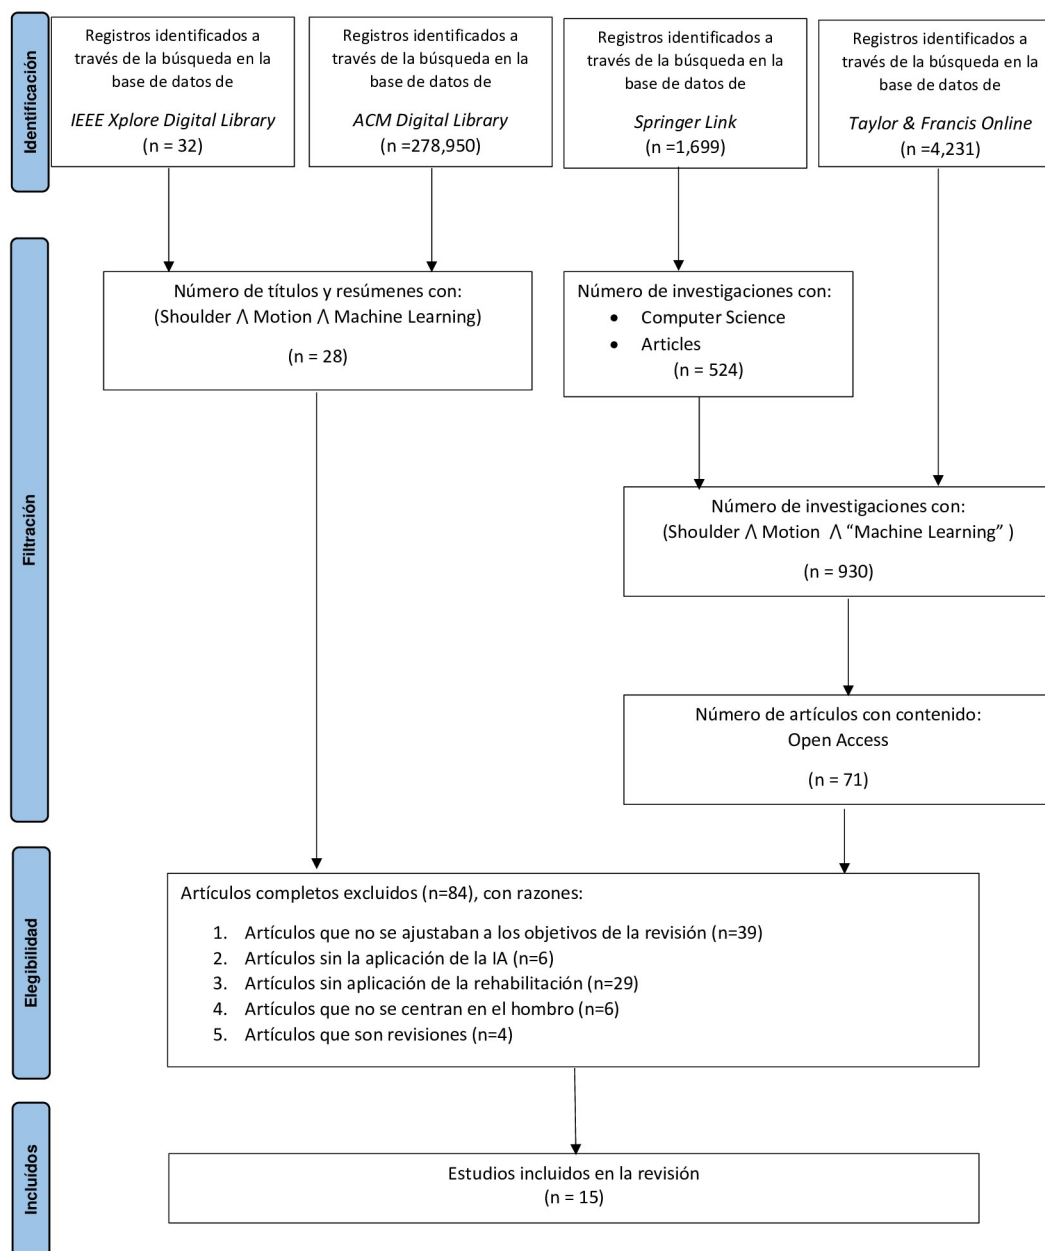 Identificación
Registros identificados a
través de la búsqueda en la
base de datos de
IEEE Xplore Digital Library
(n = 32)
Registros identificados a
través de la búsqueda en la
base de datos de
ACM Digital Library
(n =278,950)
Registros identificados a
través de la búsqueda en la
base de datos de
Springer Link
(n =1,699)
Registros identificados a
través de la búsqueda en la
base de datos de
Taylor & Francis Online
(n =4,231)
Filtración
Número de títulos y resúmenes con:
(Shoulder ⋀ Motion ⋀ Machine Learning)
(n = 28)
Número de investigaciones con:
• Computer Science
• Articles
(n = 524)
Número de investigaciones con:
(Shoulder ⋀ Motion ⋀ “Machine Learning” )
(n = 930)
Número de artículos con contenido:
Open Access
(n = 71)
Elegibilidad
Artículos completos excluidos (n=84), con razones:
1. Artículos que no se ajustaban a los objetivos de la revisión (n=39)
2. Artículos sin la aplicación de la IA (n=6)
3. Artículos sin aplicación de la rehabilitación (n=29)
4. Artículos que no se centran en el hombro (n=6)
5. Artículos que son revisiones (n=4)
Incluídos
Estudios incluidos en la revisión
(n = 15)